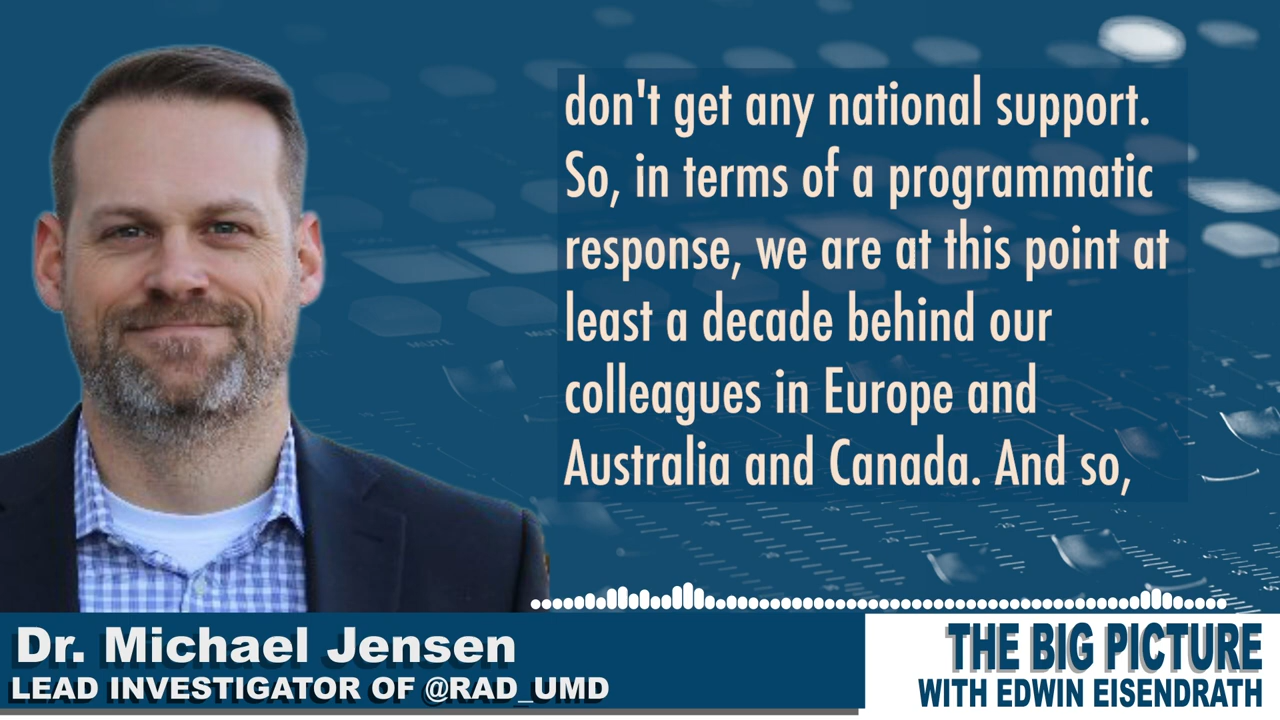 don't get any national support.
So, in terms of a programmatic
response, we are at this point at
least a decade behind our
colleagues in Europe and
Australia and Canada. And so,
Dr. Michael Jensen
LEAD INVESTIGATOR OF @RAD_UMD
THE BIG PICTURE
WITH EDWIN EISENDRATH
MUTE